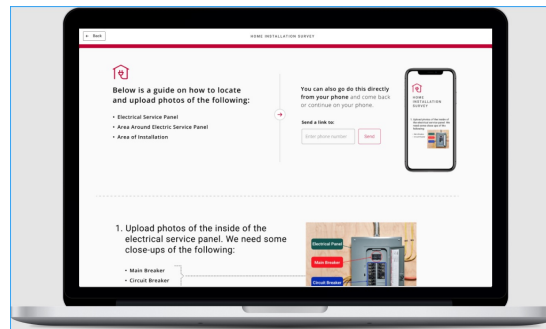 ← Back
HOME INSTALLATION SURVEY
Below is a guide on how to locate
and upload photos of the following:
• Electrical Service Panel
• Area Around Electric Service Panel
• Area of Installation
You can also go do this directly
from your phone and come back
or continue on your phone.
Send a link to:
Enter phone number
Send
HOME
INSTALLATION
SURVEY
1. Upload photos of the inside of the
electrical service panel. We need some
close-ups of the following:
• Main Breaker
• Circuit Breaker
Electrical Panel
Main Breaker
Circuit Breaker